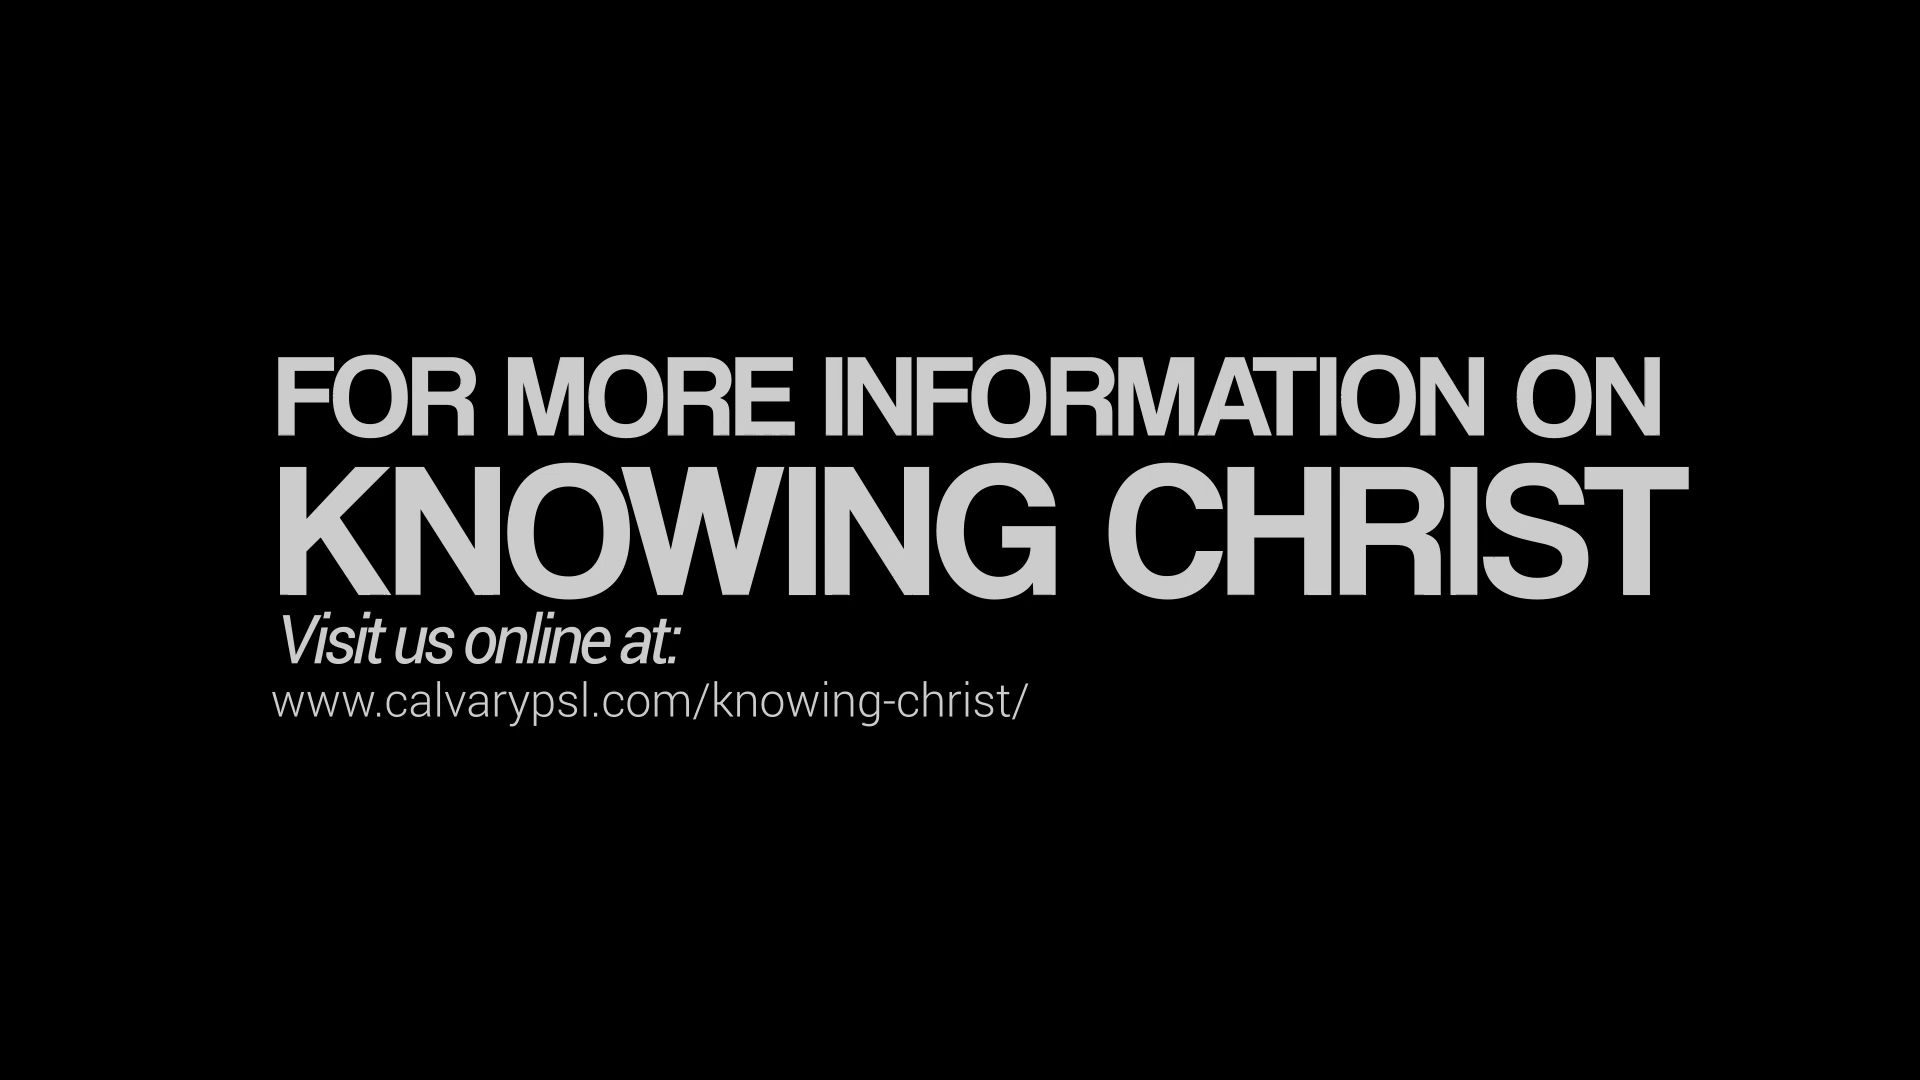 FOR MORE INFORMATION ON
KNOWING CHRIST
Visit us online at:
www.calvarypsl.com/knowing-christ/